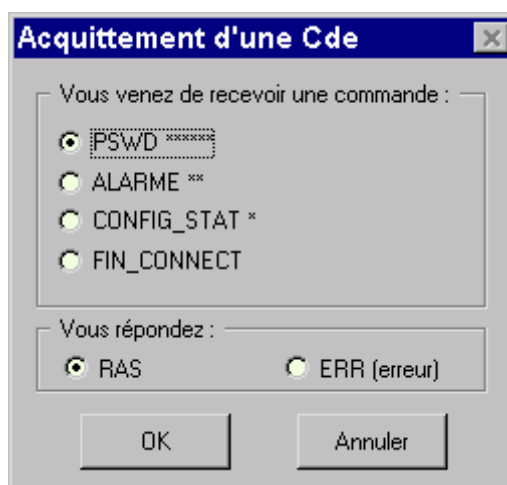 Acquittement d'une Cde
Vous venez de recevoir une commande :
PSWD ******
ALARME **
CONFIG_STAT *
FIN_CONNECT
Vous répondez :
RAS ERR (erreur)
OK Annuler